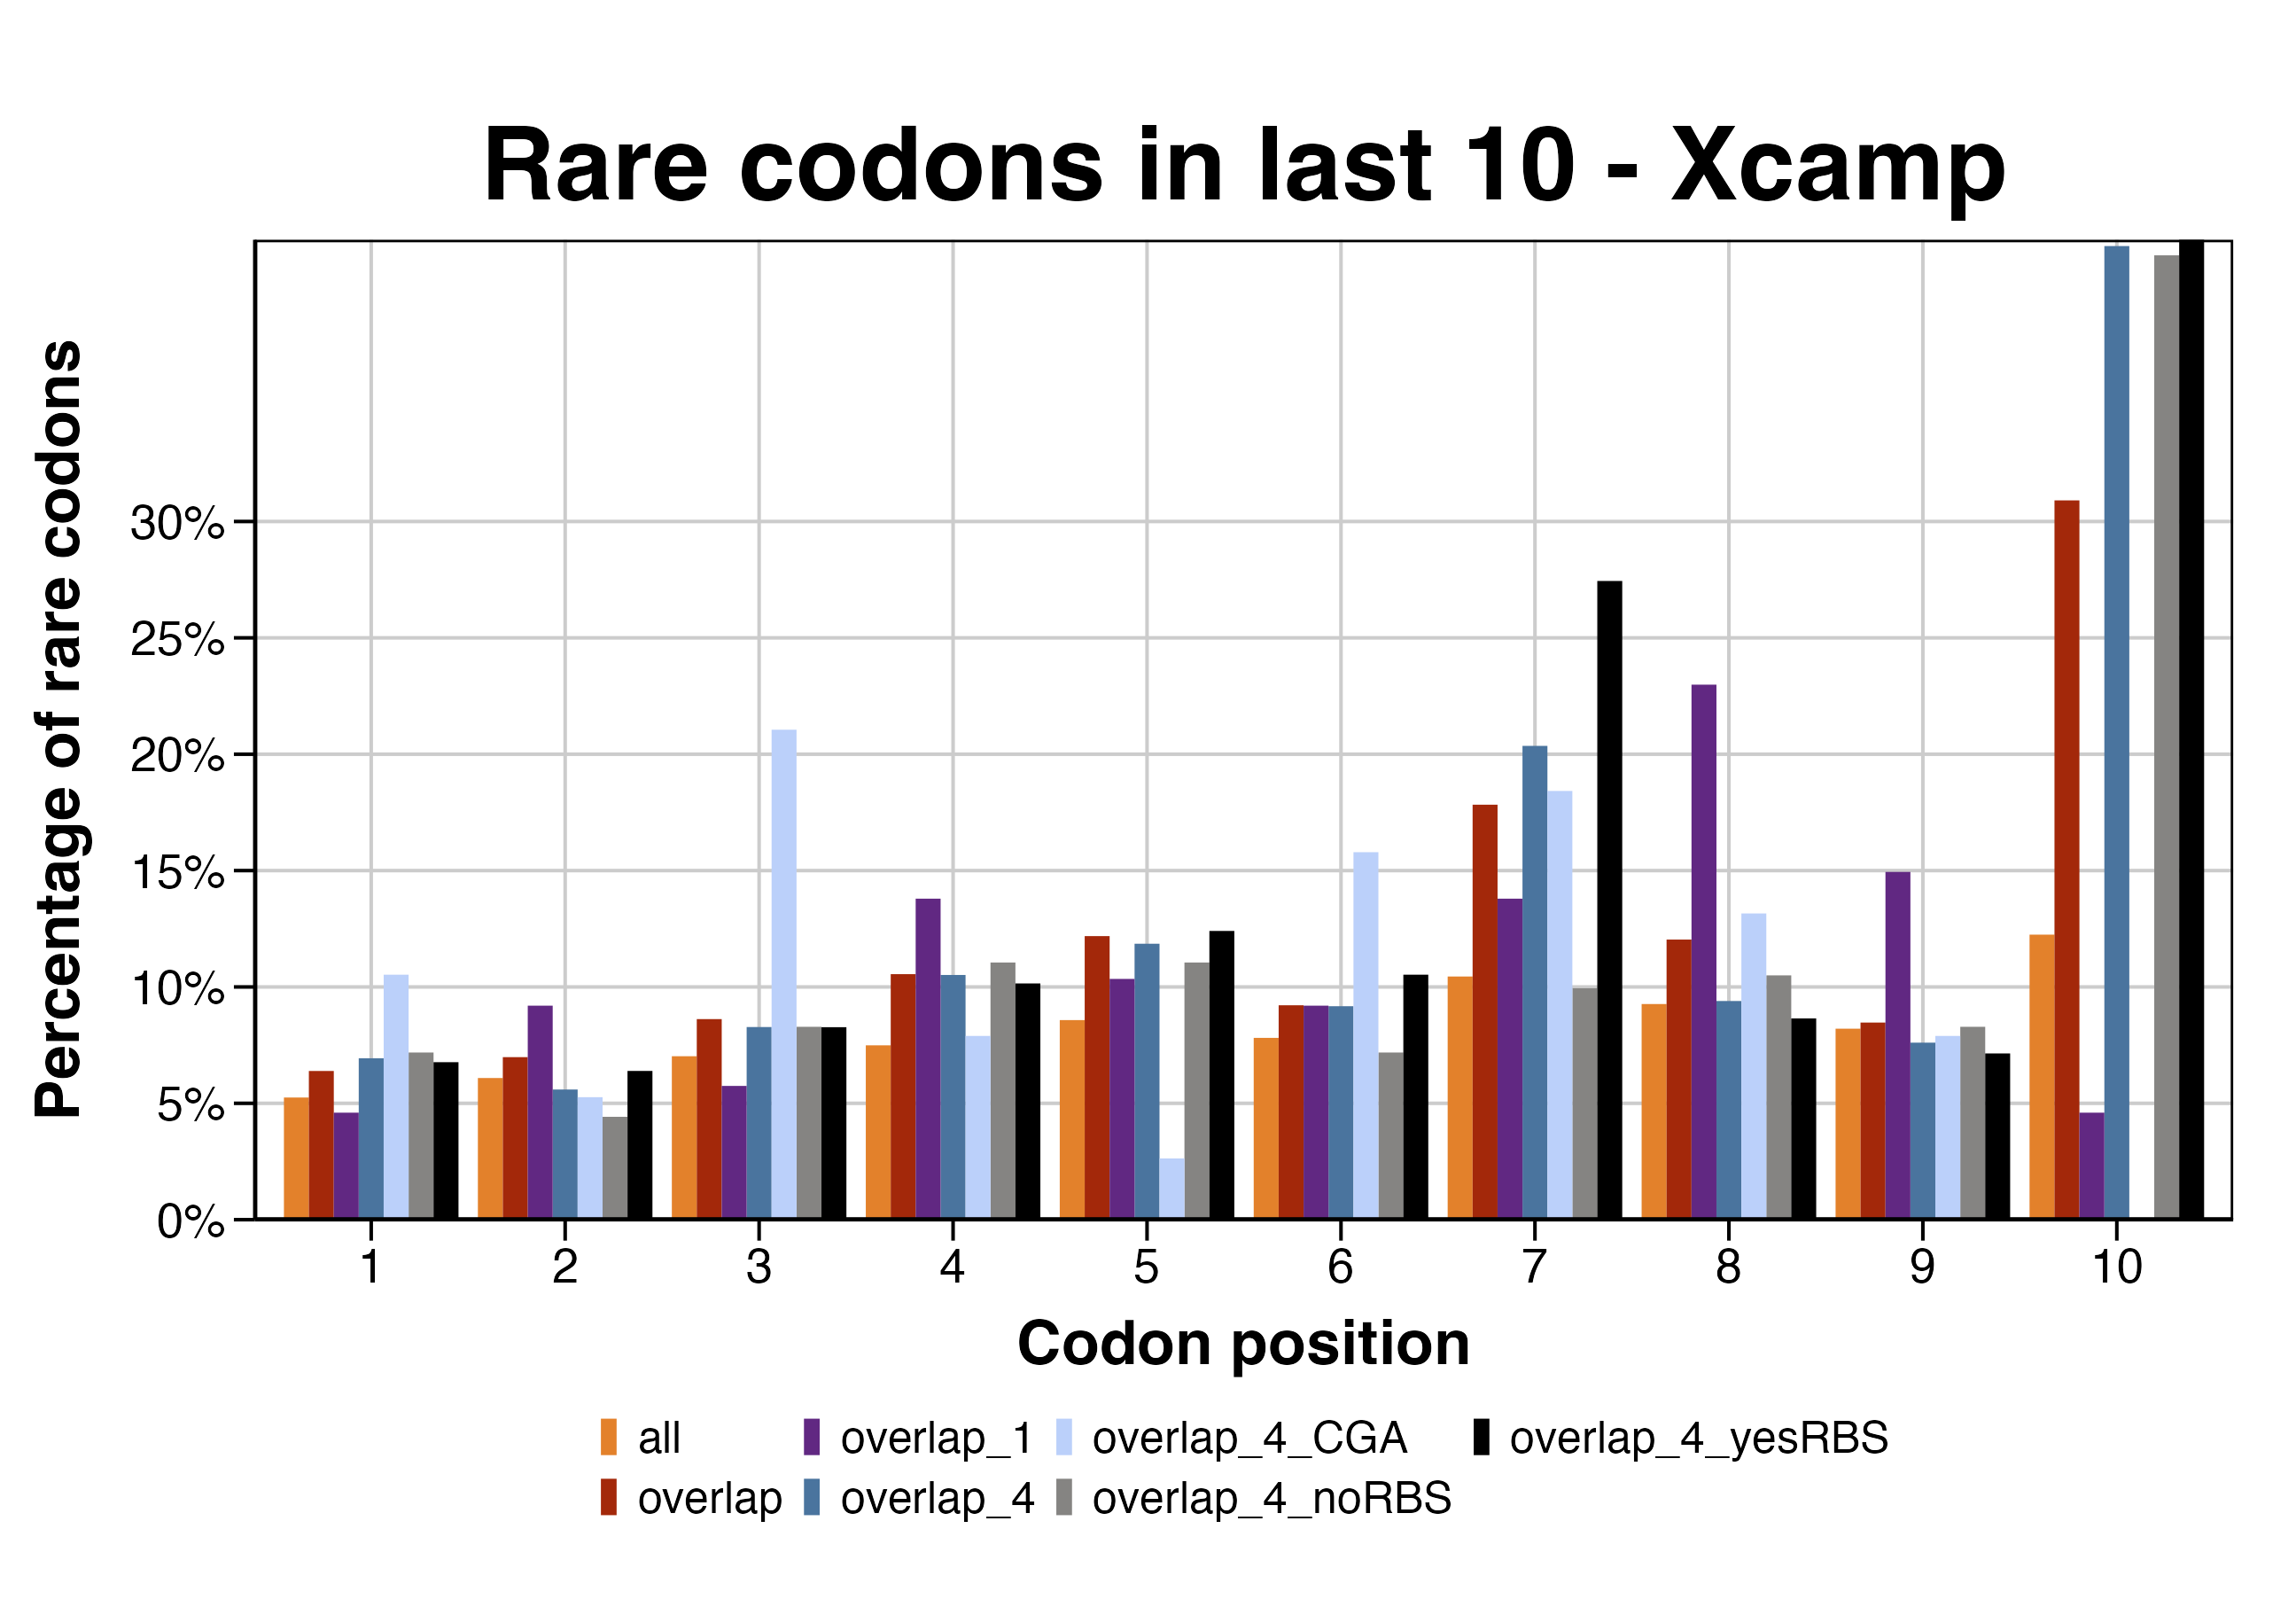 Rare codons in last 10 - Xcamp
Percentage of rare codons
30%
25%
20%
15%
10%
5%
0%
1 2 3 4 5 6 7 8 9 10
Codon position
all overlap_1 overlap_4_CGA overlap_4_yesRBS
overlap overlap_4 overlap_4_noRBS